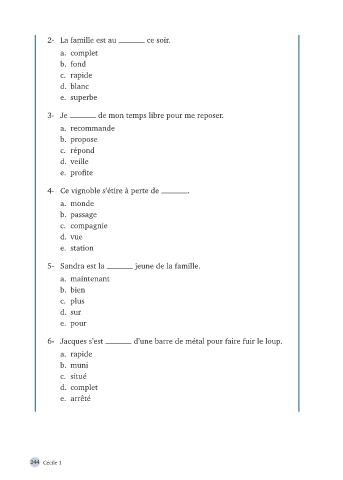 2- La famille est au ______ ce soir.
a. complet
b. fond
c. rapide
d. blanc
e. superbe
3- Je ______ de mon temps libre pour me reposer.
a. recommande
b. propose
c. répond
d. veille
e. profite
4- Ce vignoble s'étire à perte de ______.
a. monde
b. passage
c. compagnie
d. vue
e. station
5- Sandra est la ______ jeune de la famille.
a. maintenant
b. bien
c. plus
d. sur
e. pour
6- Jacques s'est ______ d'une barre de métal pour faire fuir le loup.
a. rapide
b. muni
c. situé
d. complet
e. arrêté
244 Cécile 1